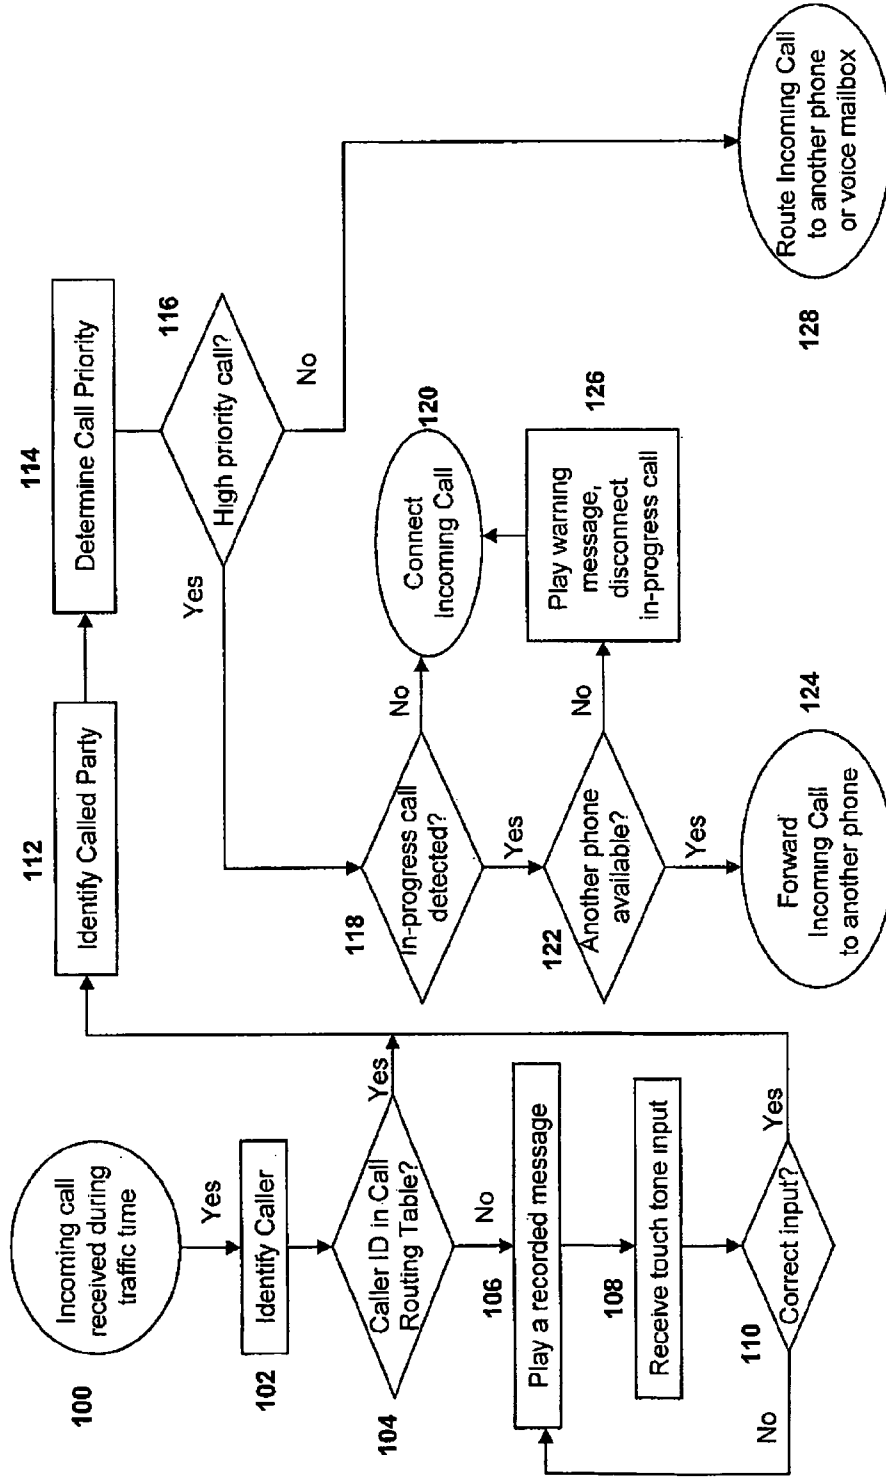 100
Incoming call
received during
traffic time
Yes
102
Identify Caller
104
Caller ID in Call
Routing Table?
Yes
No
106
Play a recorded message
108
Receive touch tone input
110
Correct input?
Yes
No
112
Identify Called Party
114
Determine Call Priority
116
High priority call?
Yes
No
118
In-progress call
detected?
No
Yes
120
Connect
Incoming Call
122
Another phone
available?
No
Yes
126
Play warning
message,
disconnect
in-progress call
124
Forward
Incoming Call
to another phone
128
Route Incoming Call
to another phone
or voice mailbox